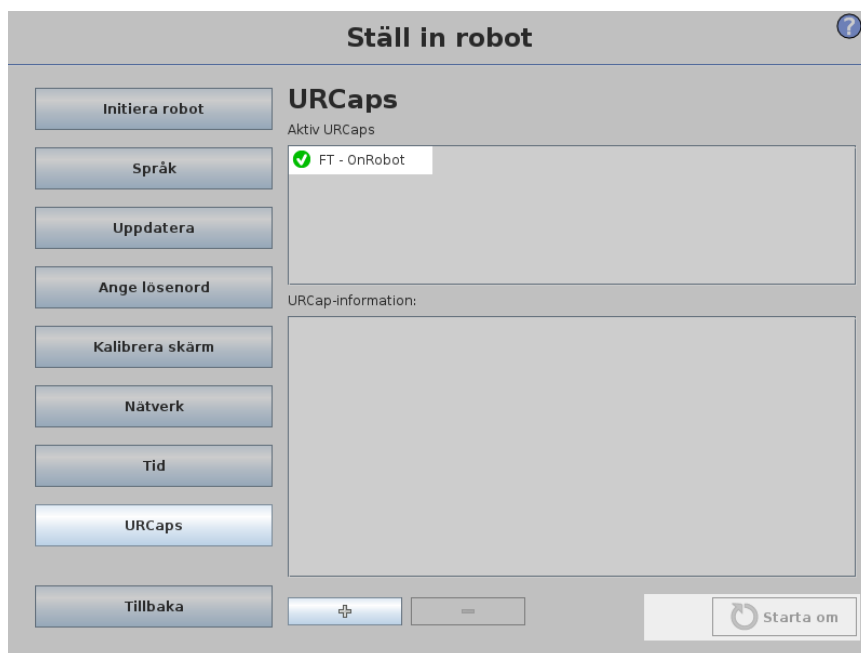 Ställ in robot
?
Initiera robot
Språk
Uppdatera
Ange lösenord
Kalibrera skärm
Nätverk
Tid
URCaps
Tillbaka
URCaps
Aktiv URCaps
FT - OnRobot
URCap-information:
Starta om